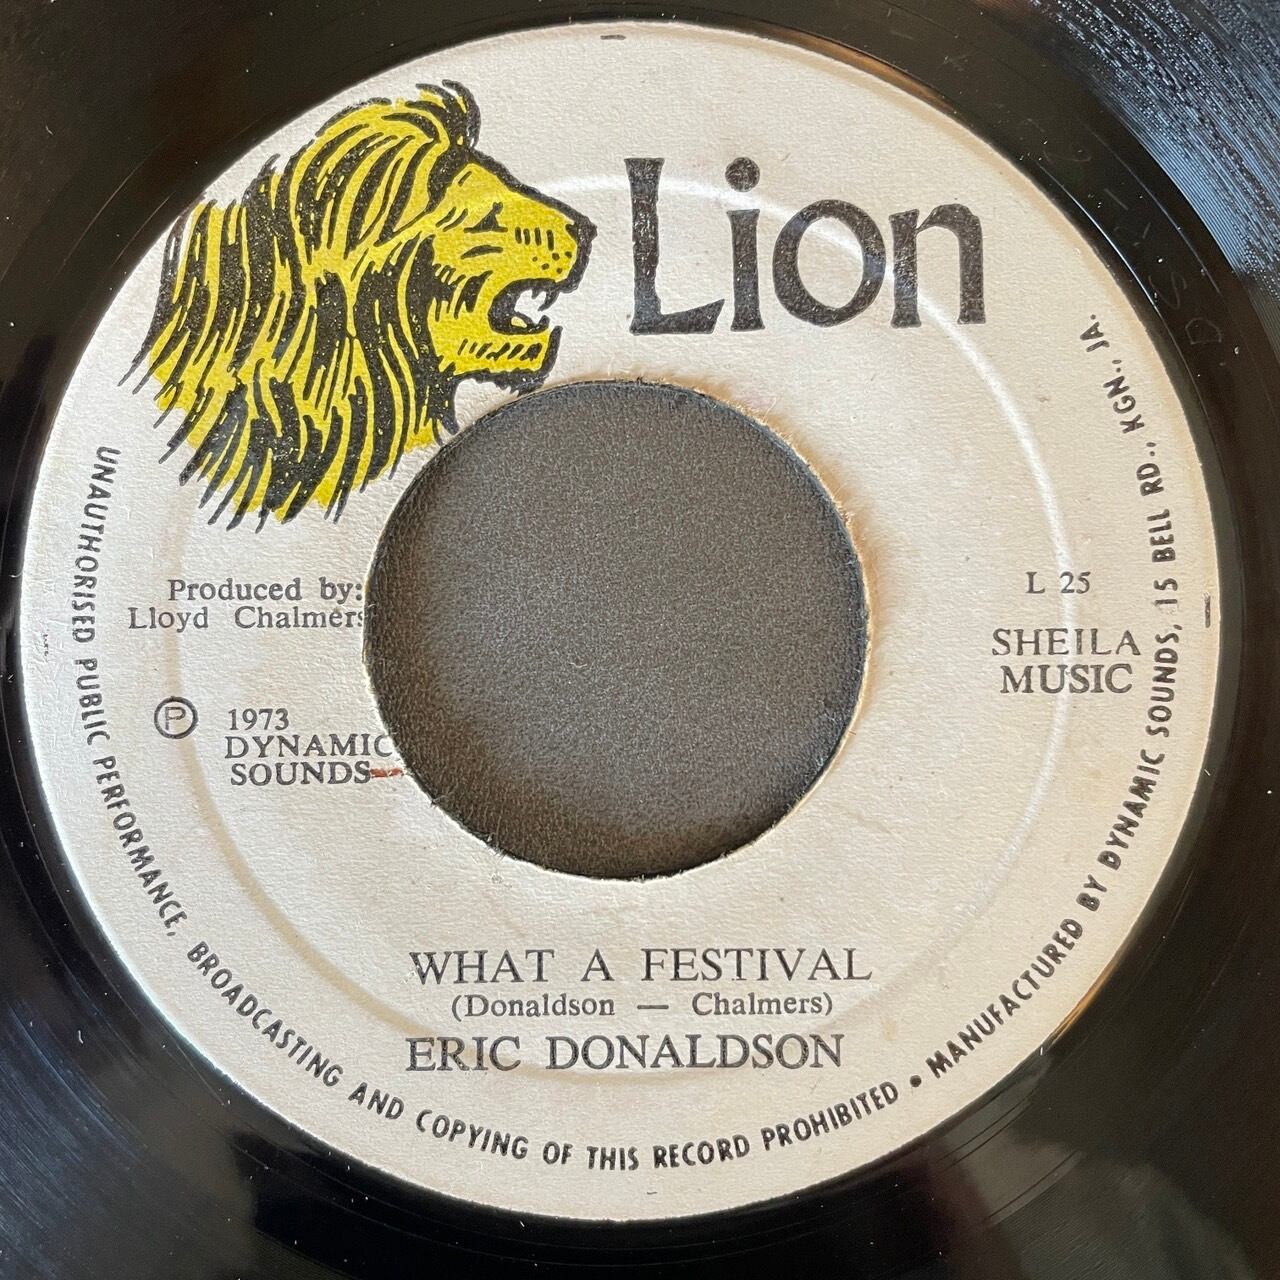 Lion
Produced by:
Lloyd Chalmers
Ⓟ 1973
DYNAMIC
SOUNDS
L 25
SHEILA
MUSIC
WHAT A FESTIVAL
(Donaldson — Chalmers)
ERIC DONALDSON
UNAUTHORISED PUBLIC PERFORMANCE, BROADCASTING AND COPYING OF THIS RECORD PROHIBITED • MANUFACTURED BY DYNAMIC SOUNDS, 15 BELL RD., KGN., JA.